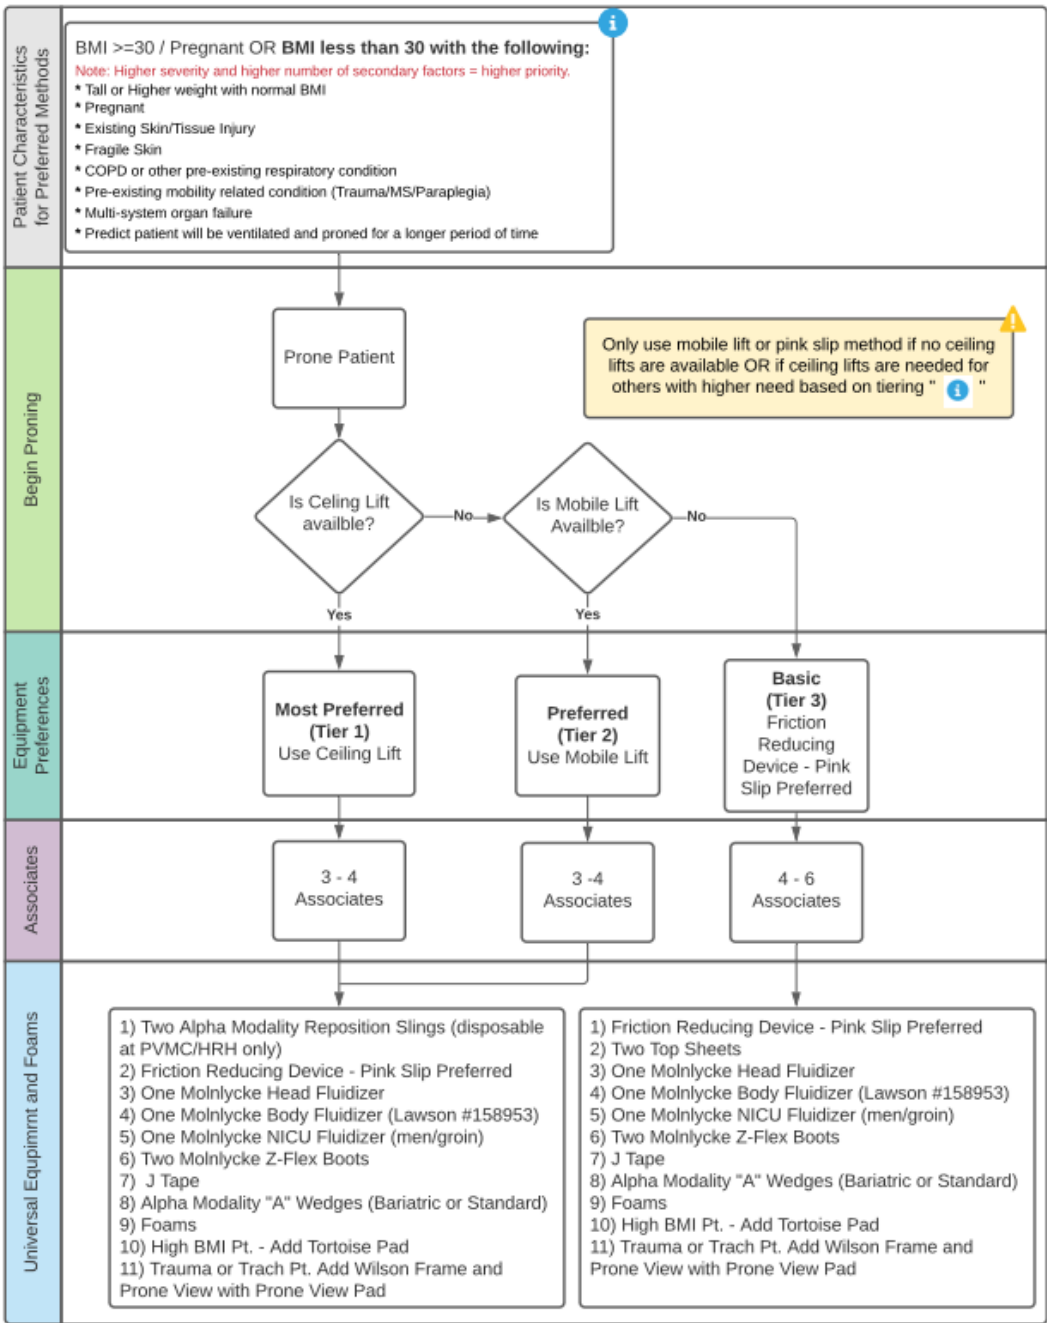 Patient Characteristics
for Preferred Methods
BMI >=30 / Pregnant OR BMI less than 30 with the following:
Note: Higher severity and higher number of secondary factors = higher priority.
* Tall or Higher weight with normal BMI
* Pregnant
* Existing Skin/Tissue Injury
* Fragile Skin
* COPD or other pre-existing respiratory condition
* Pre-existing mobility related condition (Trauma/MS/Paraplegia)
* Multi-system organ failure
* Predict patient will be ventilated and proned for a longer period of time
Begin Proning
Prone Patient
Only use mobile lift or pink slip method if no ceiling
lifts are available OR if ceiling lifts are needed for
others with higher need based on tiering " i "
Is Celing Lift
availble?
No
Is Mobile Lift
Availble?
No
Yes
Yes
Equipment
Preferences
Most Preferred
(Tier 1)
Use Ceiling Lift
Preferred
(Tier 2)
Use Mobile Lift
Basic
(Tier 3)
Friction
Reducing
Device - Pink
Slip Preferred
Associates
3 - 4
Associates
3 -4
Associates
4 - 6
Associates
Universal Equpimrnt and Foams
1) Two Alpha Modality Reposition Slings (disposable
at PVMC/HRH only)
2) Friction Reducing Device - Pink Slip Preferred
3) One Molnlycke Head Fluidizer
4) One Molnlycke Body Fluidizer (Lawson #158953)
5) One Molnlycke NICU Fluidizer (men/groin)
6) Two Molnlycke Z-Flex Boots
7) J Tape
8) Alpha Modality "A" Wedges (Bariatric or Standard)
9) Foams
10) High BMI Pt. - Add Tortoise Pad
11) Trauma or Trach Pt. Add Wilson Frame and
Prone View with Prone View Pad
1) Friction Reducing Device - Pink Slip Preferred
2) Two Top Sheets
3) One Molnlycke Head Fluidizer
4) One Molnlycke Body Fluidizer (Lawson #158953)
5) One Molnlycke NICU Fluidizer (men/groin)
6) Two Molnlycke Z-Flex Boots
7) J Tape
8) Alpha Modality "A" Wedges (Bariatric or Standard)
9) Foams
10) High BMI Pt. - Add Tortoise Pad
11) Trauma or Trach Pt. Add Wilson Frame and
Prone View with Prone View Pad